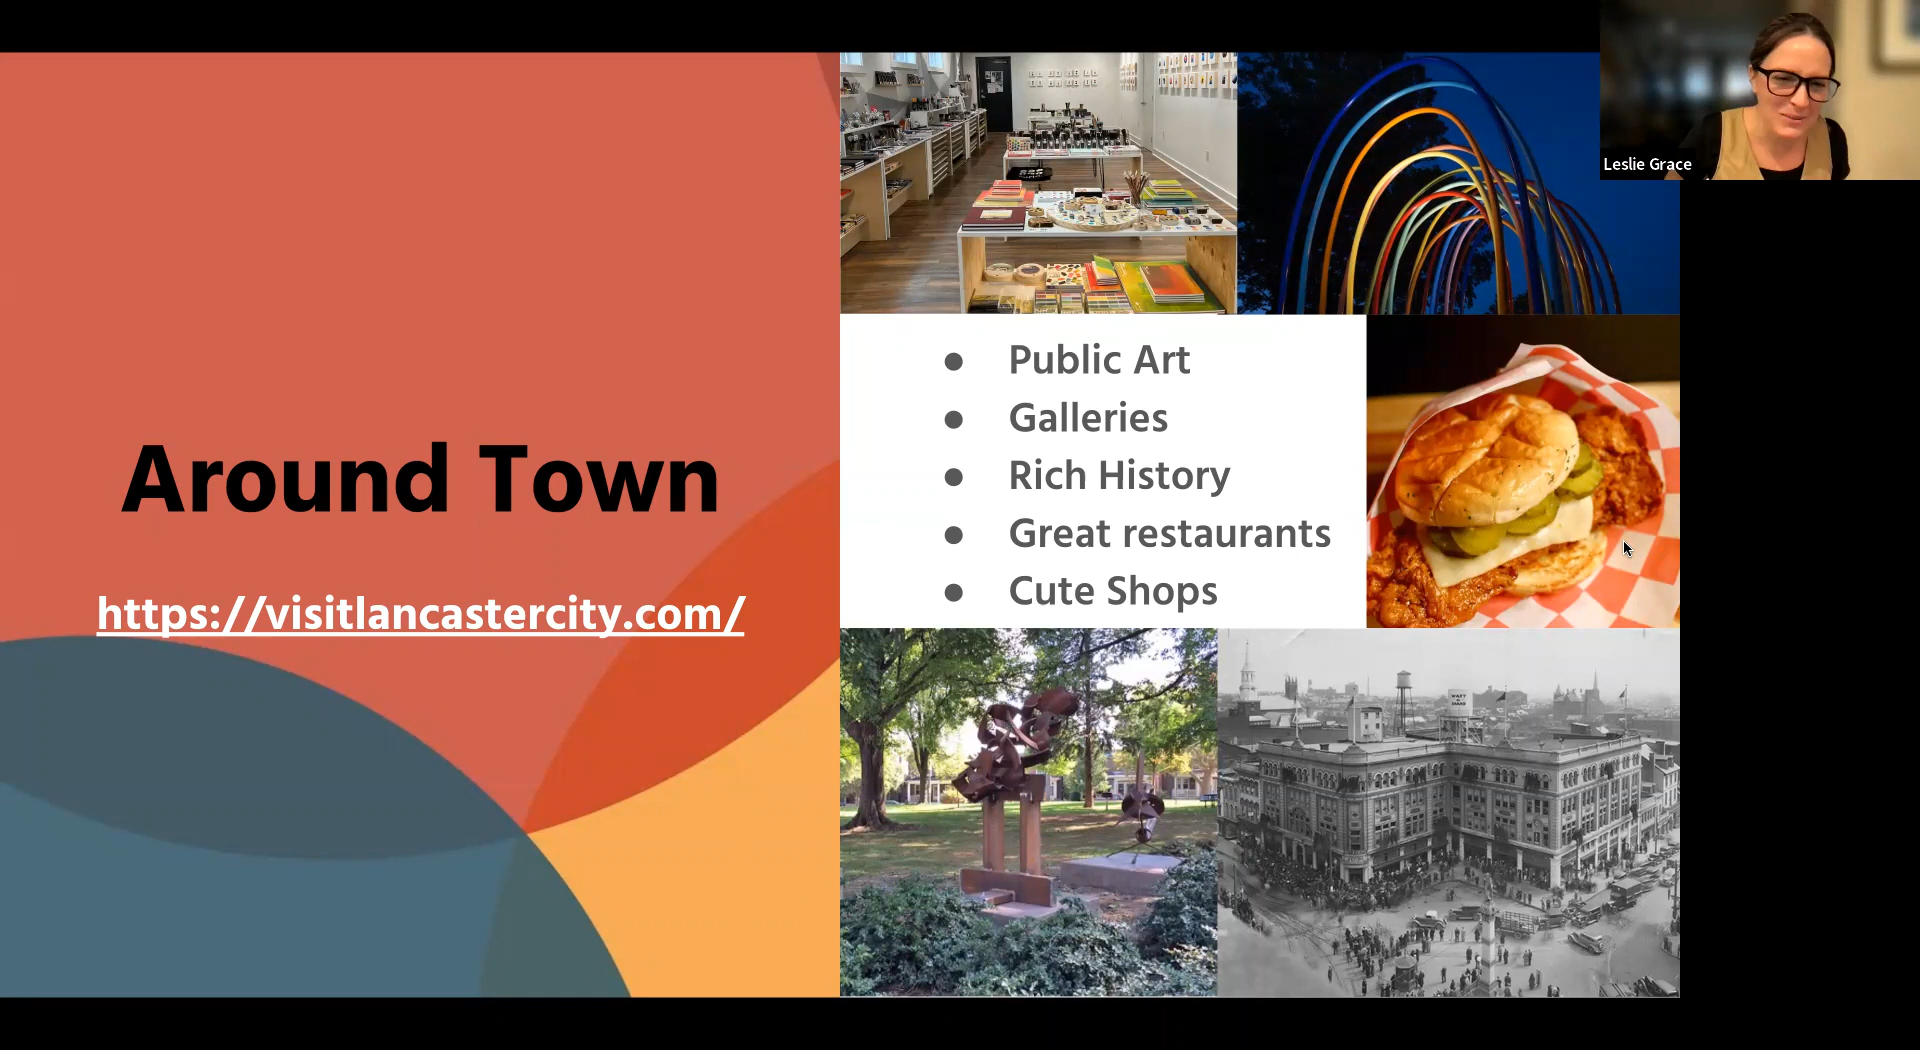 Around Town
https://visitlancastercity.com/
● Public Art
● Galleries
● Rich History
● Great restaurants
● Cute Shops
Leslie Grace